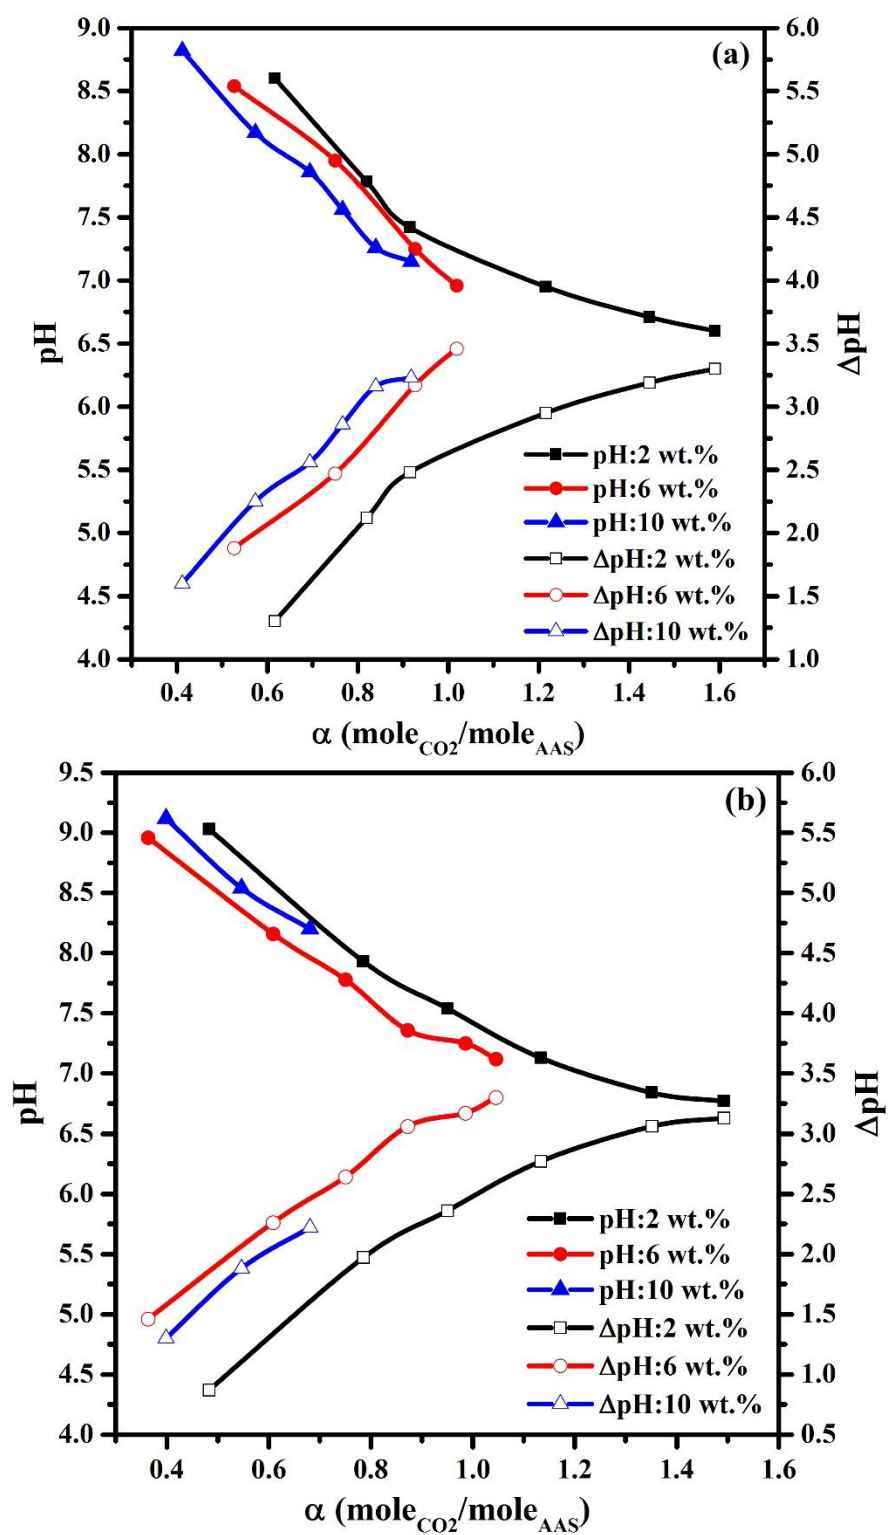 (a)
pH
ΔpH
9.0
8.5
8.0
7.5
7.0
6.5
6.0
5.5
5.0
4.5
4.0
6.0
5.5
5.0
4.5
4.0
3.5
3.0
2.5
2.0
1.5
1.0
pH:2 wt.%
pH:6 wt.%
pH:10 wt.%
ΔpH:2 wt.%
ΔpH:6 wt.%
ΔpH:10 wt.%
0.4 0.6 0.8 1.0 1.2 1.4 1.6
α (mole_CO2/mole_AAS)
(b)
pH
ΔpH
9.5
9.0
8.5
8.0
7.5
7.0
6.5
6.0
5.5
5.0
4.5
4.0
6.0
5.5
5.0
4.5
4.0
3.5
3.0
2.5
2.0
1.5
1.0
0.5
pH:2 wt.%
pH:6 wt.%
pH:10 wt.%
ΔpH:2 wt.%
ΔpH:6 wt.%
ΔpH:10 wt.%
0.4 0.6 0.8 1.0 1.2 1.4 1.6
α (mole_CO2/mole_AAS)